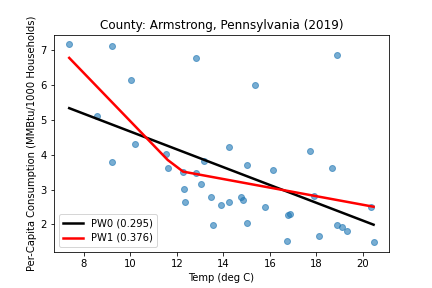 County: Armstrong, Pennsylvania (2019)
Per-Capita Consumption (MMBtu/1000 Households)
7
6
5
4
3
2
PW0 (0.295)
PW1 (0.376)
8
10
12
14
16
18
20
Temp (deg C)